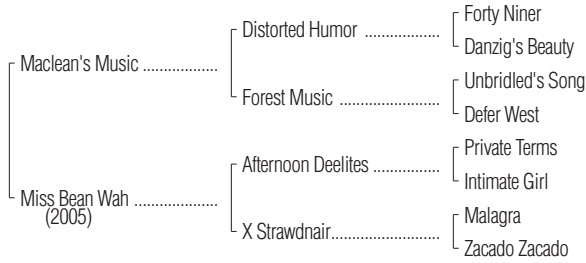 Forty Niner
Distorted Humor ..................
Danzig's Beauty
Maclean's Music ..................
Unbridled's Song
Forest Music .......................
Defer West
Private Terms
Afternoon Deelites ................
Intimate Girl
Miss Bean Wah ....................
(2005)
Malagra
X Strawdnair.........................
Zacado Zacado